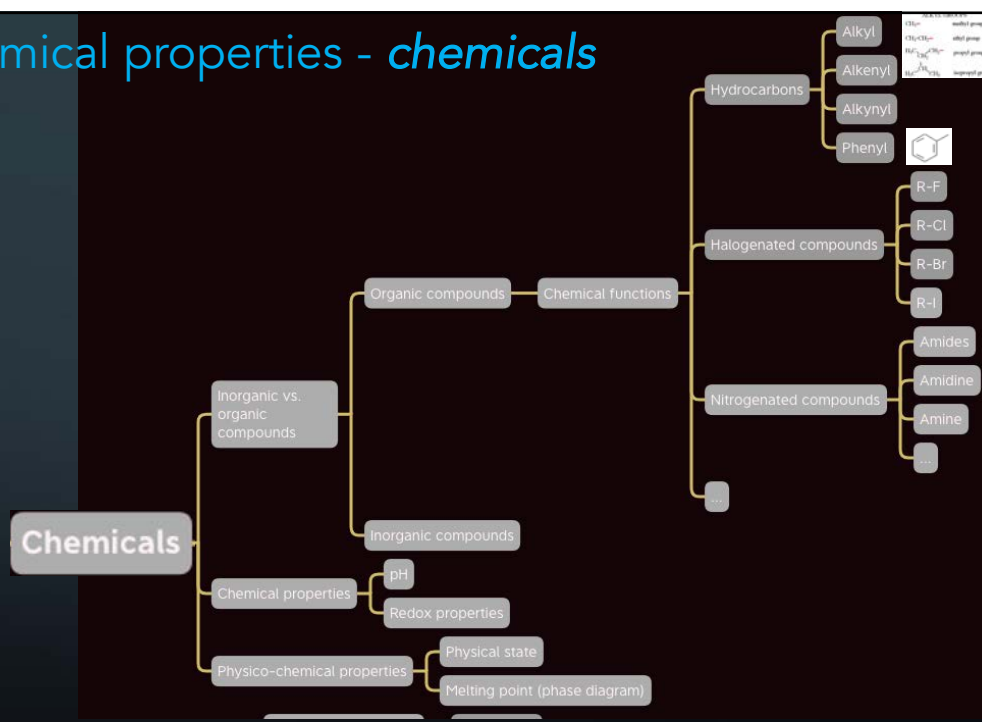 mical properties - chemicals
Alkyl
Alkenyl
Hydrocarbons
Alkynyl
Phenyl
R-F
R-Cl
Halogenated compounds
R-Br
R-I
Organic compounds
Chemical functions
Amides
Amidine
Nitrogenated compounds
Amine
...
Inorganic vs.
organic
compounds
...
Inorganic compounds
Chemicals
pH
Chemical properties
Redox properties
Physical state
Physico-chemical properties
Melting point (phase diagram)